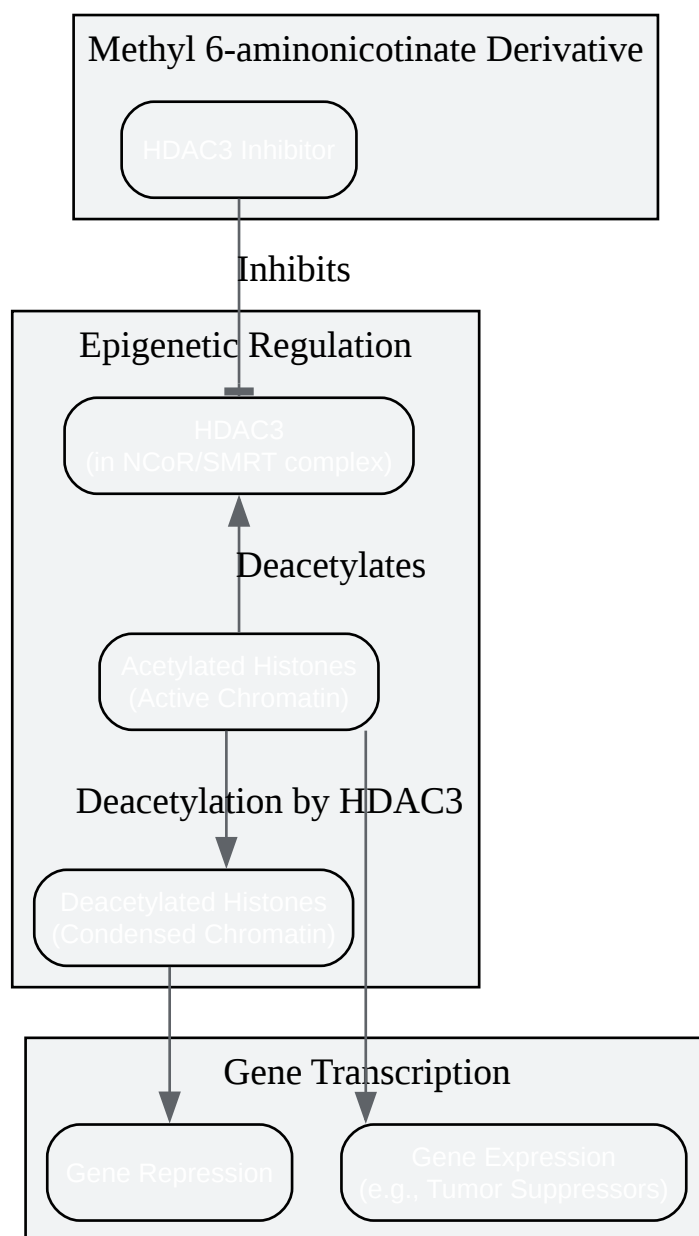 Methyl 6-aminonicotinate Derivative
HDAC3 Inhibitor
Inhibits
Epigenetic Regulation
HDAC3
(in NCoR/SMRT complex)
Deacetylates
Acetylated Histones
(Active Chromatin)
Deacetylation by HDAC3
Deacetylated Histones
(Condensed Chromatin)
Gene Transcription
Gene Repression
Gene Expression
(e.g., Tumor Suppressors)